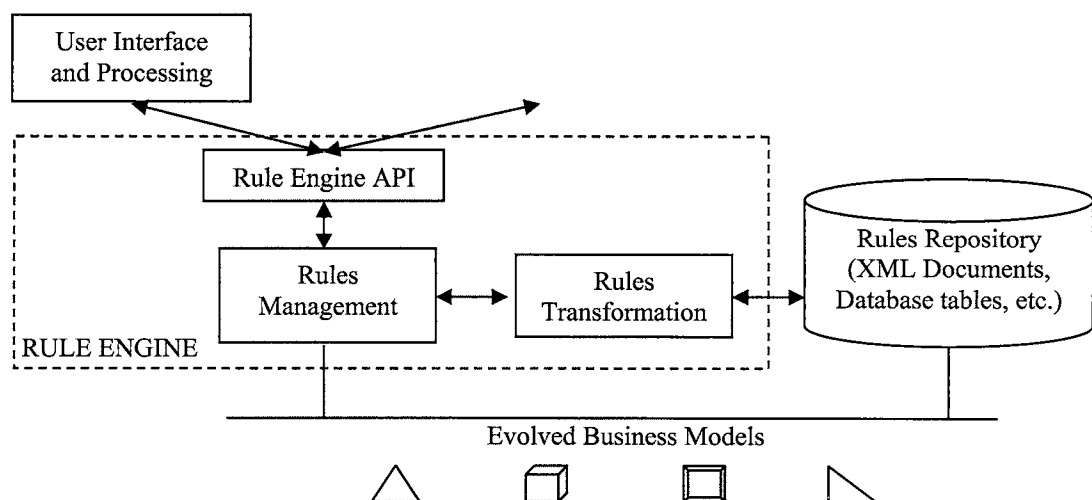 User Interface
and Processing
Rule Engine API
Rules
Management
Rules
Transformation
Rules Repository
(XML Documents,
Database tables, etc.)
RULE ENGINE
Evolved Business Models